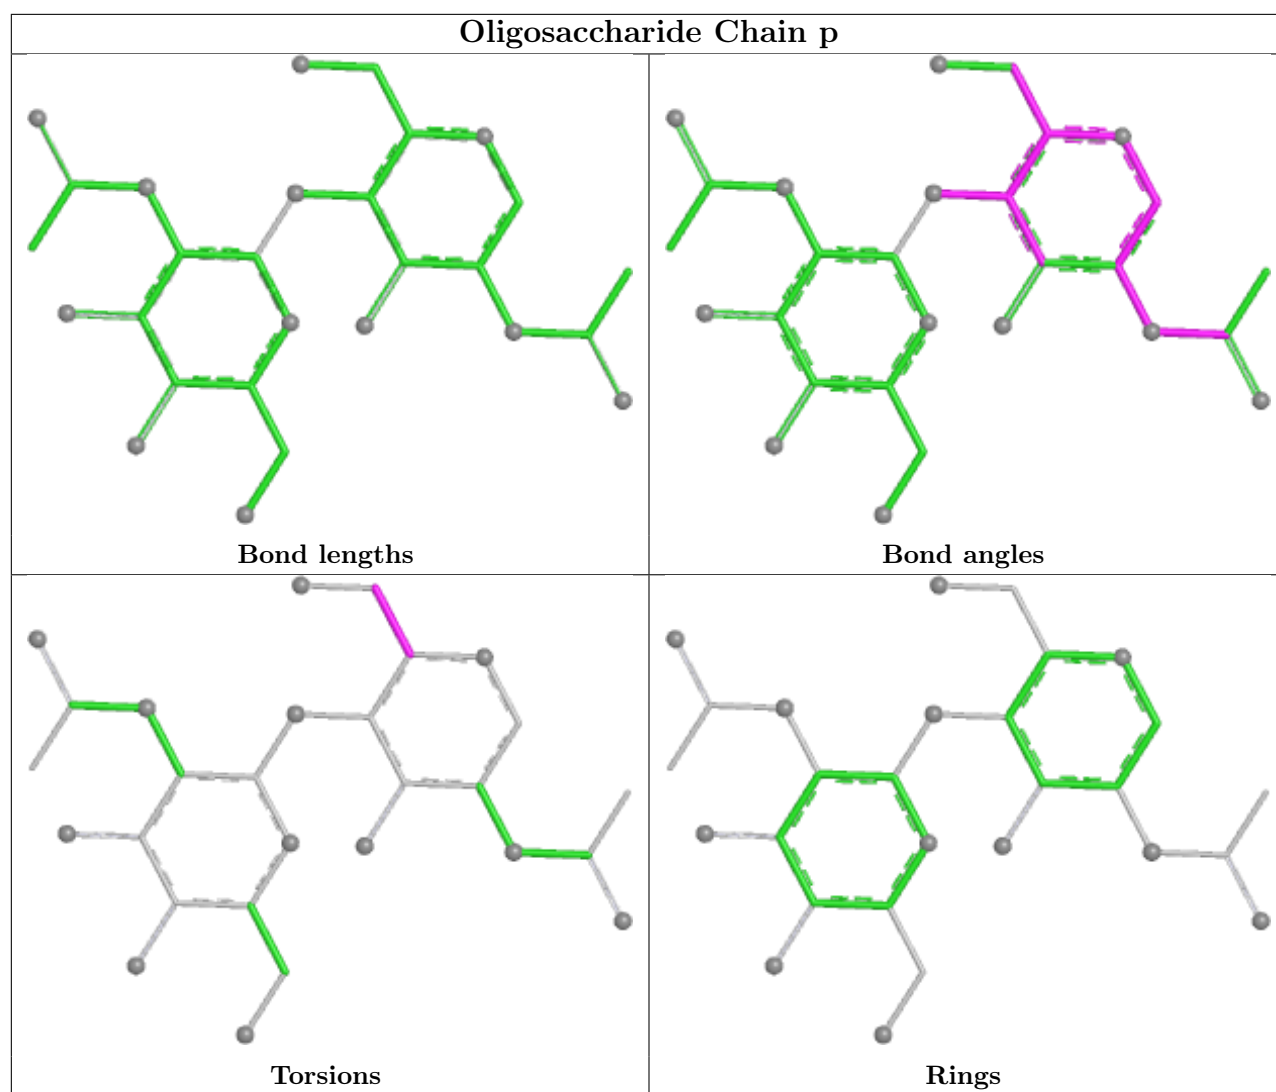 Oligosaccharide Chain p
Bond lengths
Bond angles
Torsions
Rings